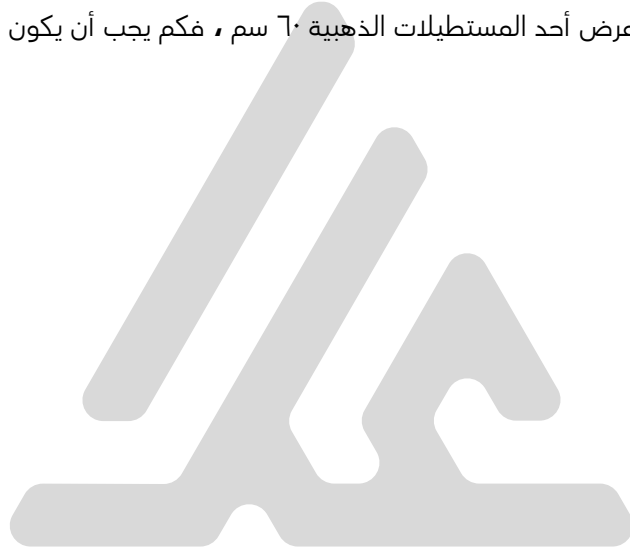 عرض أحد المستطيلات الذهبية ٦٠ سم ، فكم يجب أن يكون